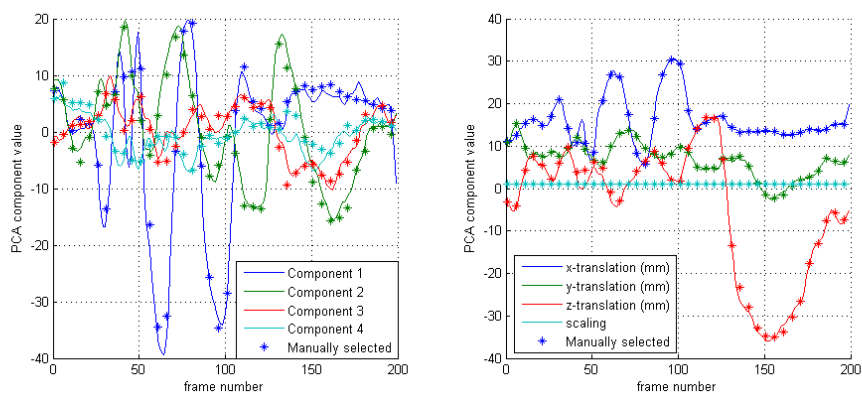 20
10
0
-10
-20
-30
-40
PCA component value
0
50
100
150
200
frame number
Component 1
Component 2
Component 3
Component 4
Manually selected
40
30
20
10
0
-10
-20
-30
-40
PCA component value
0
50
100
150
200
frame number
x-translation (mm)
y-translation (mm)
z-translation (mm)
scaling
Manually selected